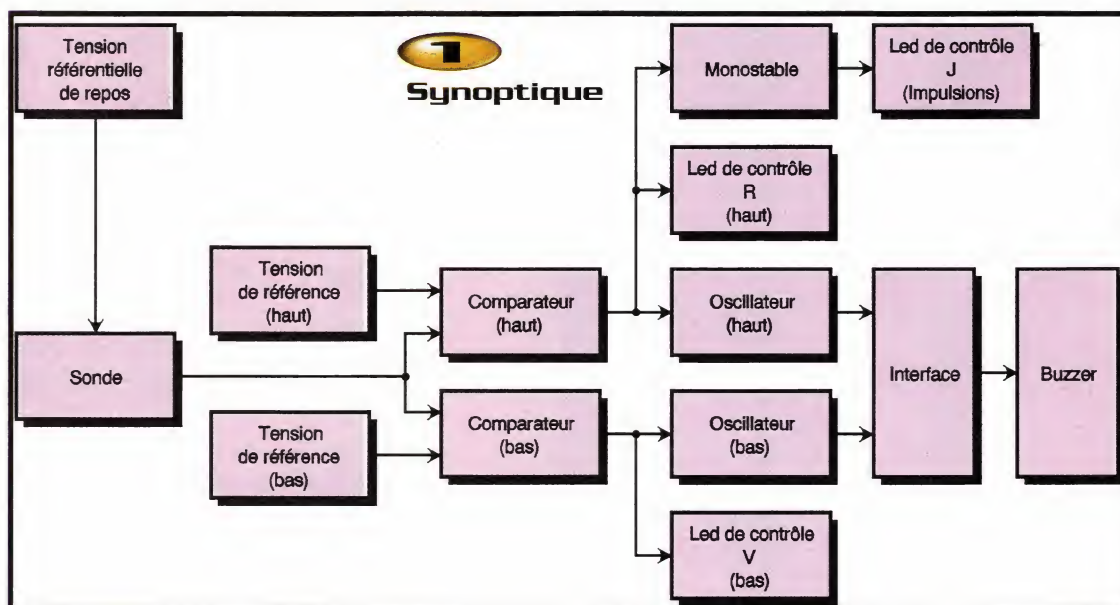 Tension
référentielle
de repos
1
Synoptique
Monostable
Led de contrôle
J
(Impulsions)
Led de contrôle
R
(haut)
Tension
de référence
(haut)
Comparateur
(haut)
Oscillateur
(haut)
Sonde
Interface
Buzzer
Tension
de référence
(bas)
Comparateur
(bas)
Oscillateur
(bas)
Led de contrôle
V
(bas)